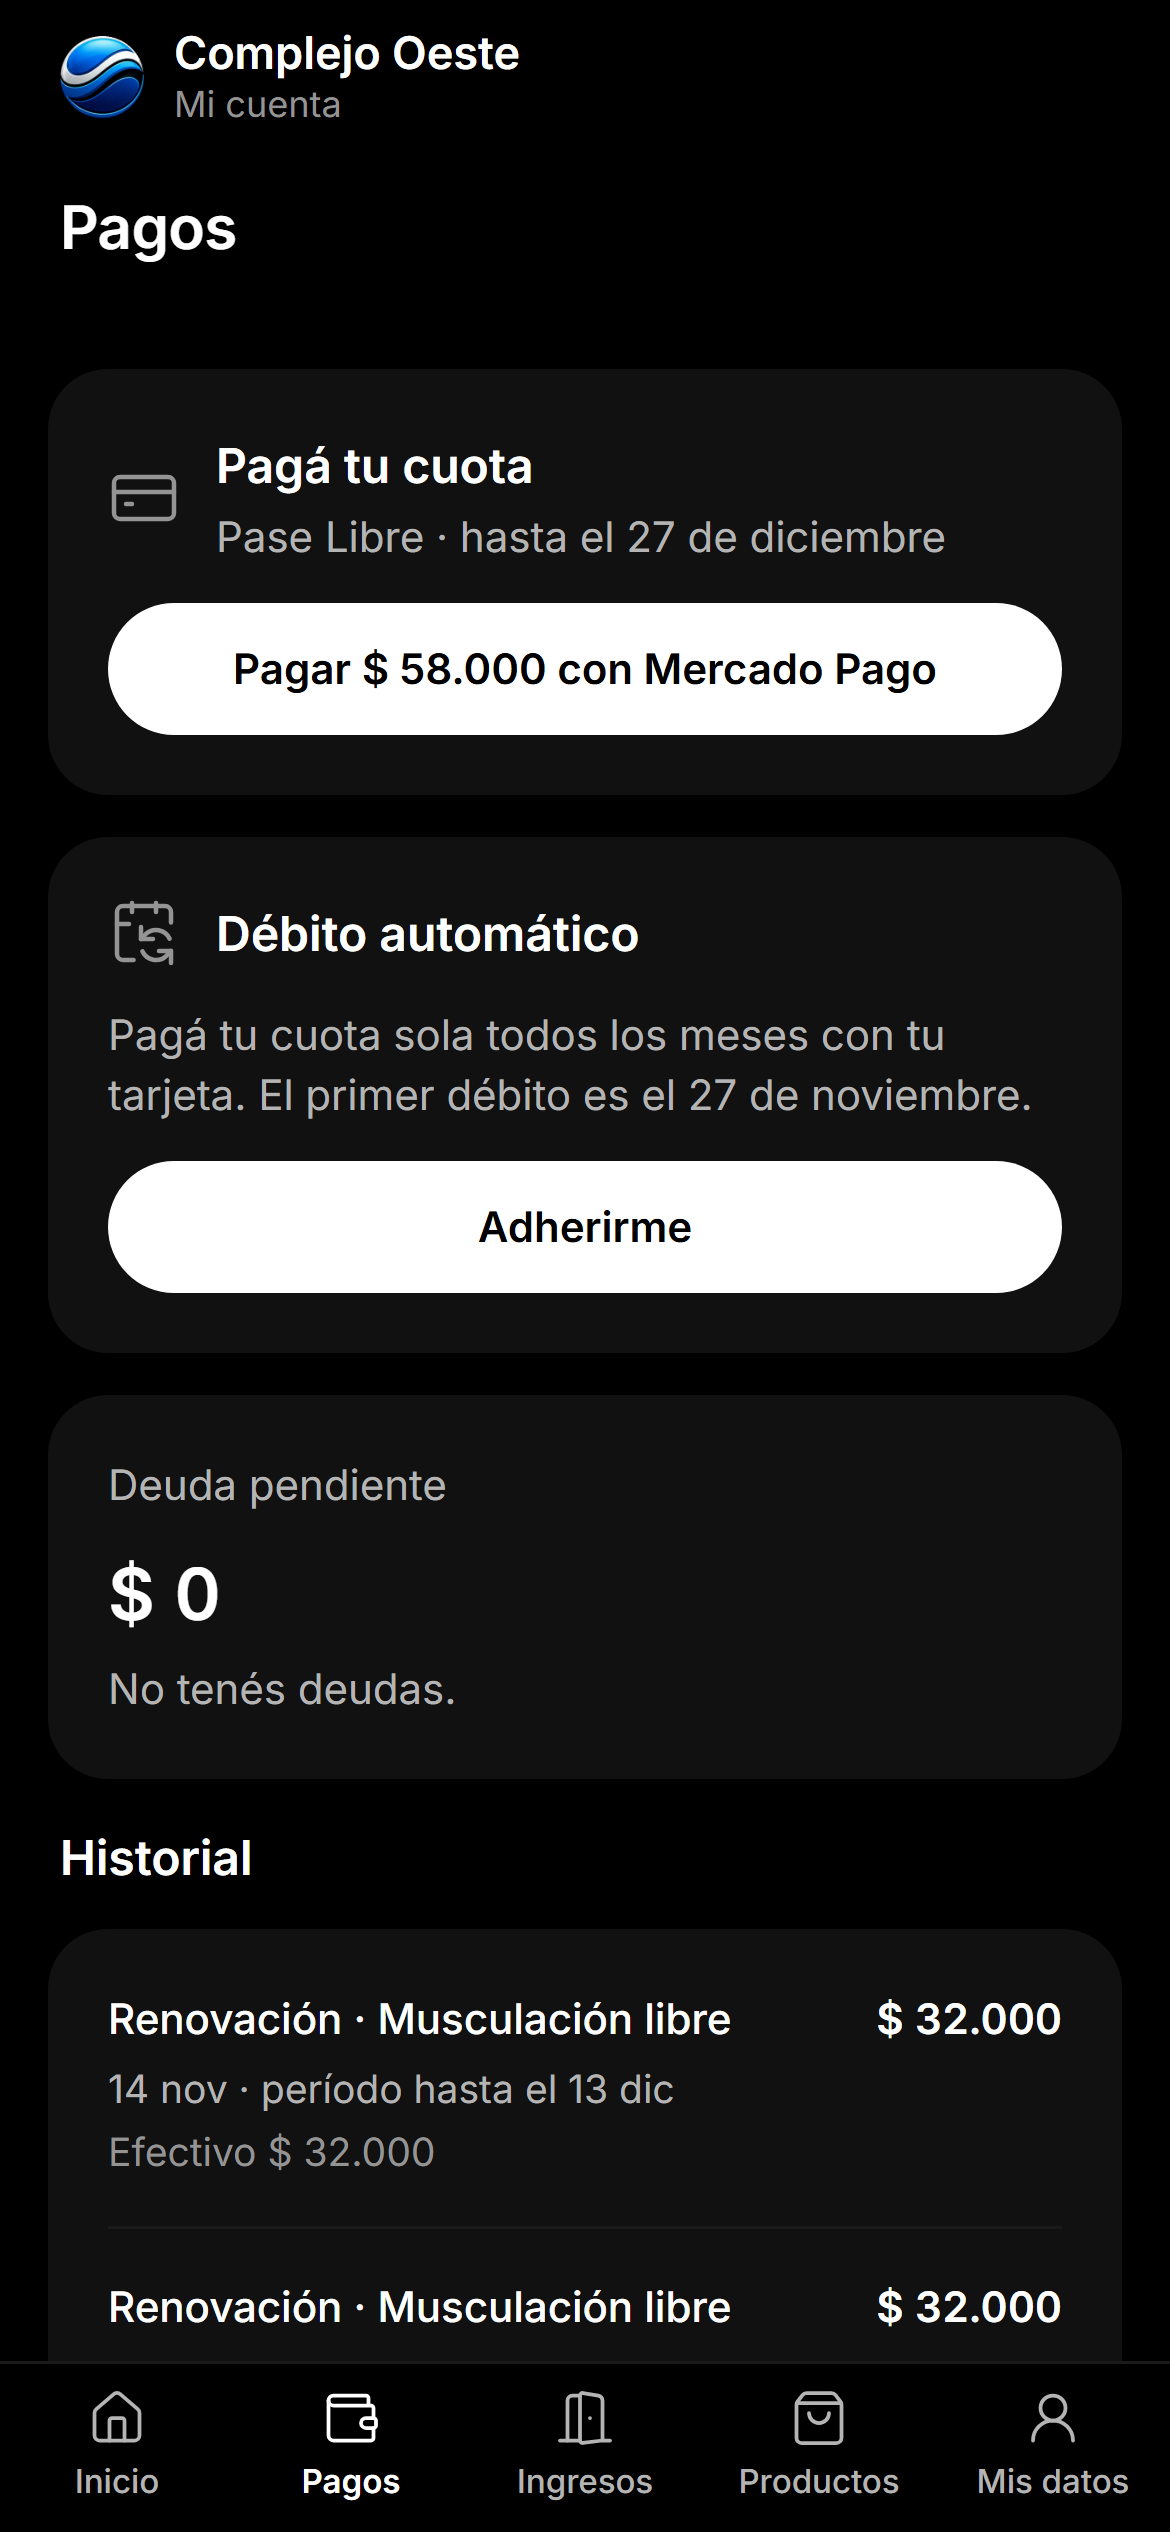 Complejo Oeste
Mi cuenta
Pagos
Pagá tu cuota
Pase Libre · hasta el 27 de diciembre
Pagar $ 58.000 con Mercado Pago
Débito automático
Pagá tu cuota sola todos los meses con tu
tarjeta. El primer débito es el 27 de noviembre.
Adherirme
Deuda pendiente
$ 0
No tenés deudas.
Historial
Renovación · Musculación libre $ 32.000
14 nov · período hasta el 13 dic
Efectivo $ 32.000
Renovación · Musculación libre $ 32.000
Inicio Pagos Ingresos Productos Mis datos